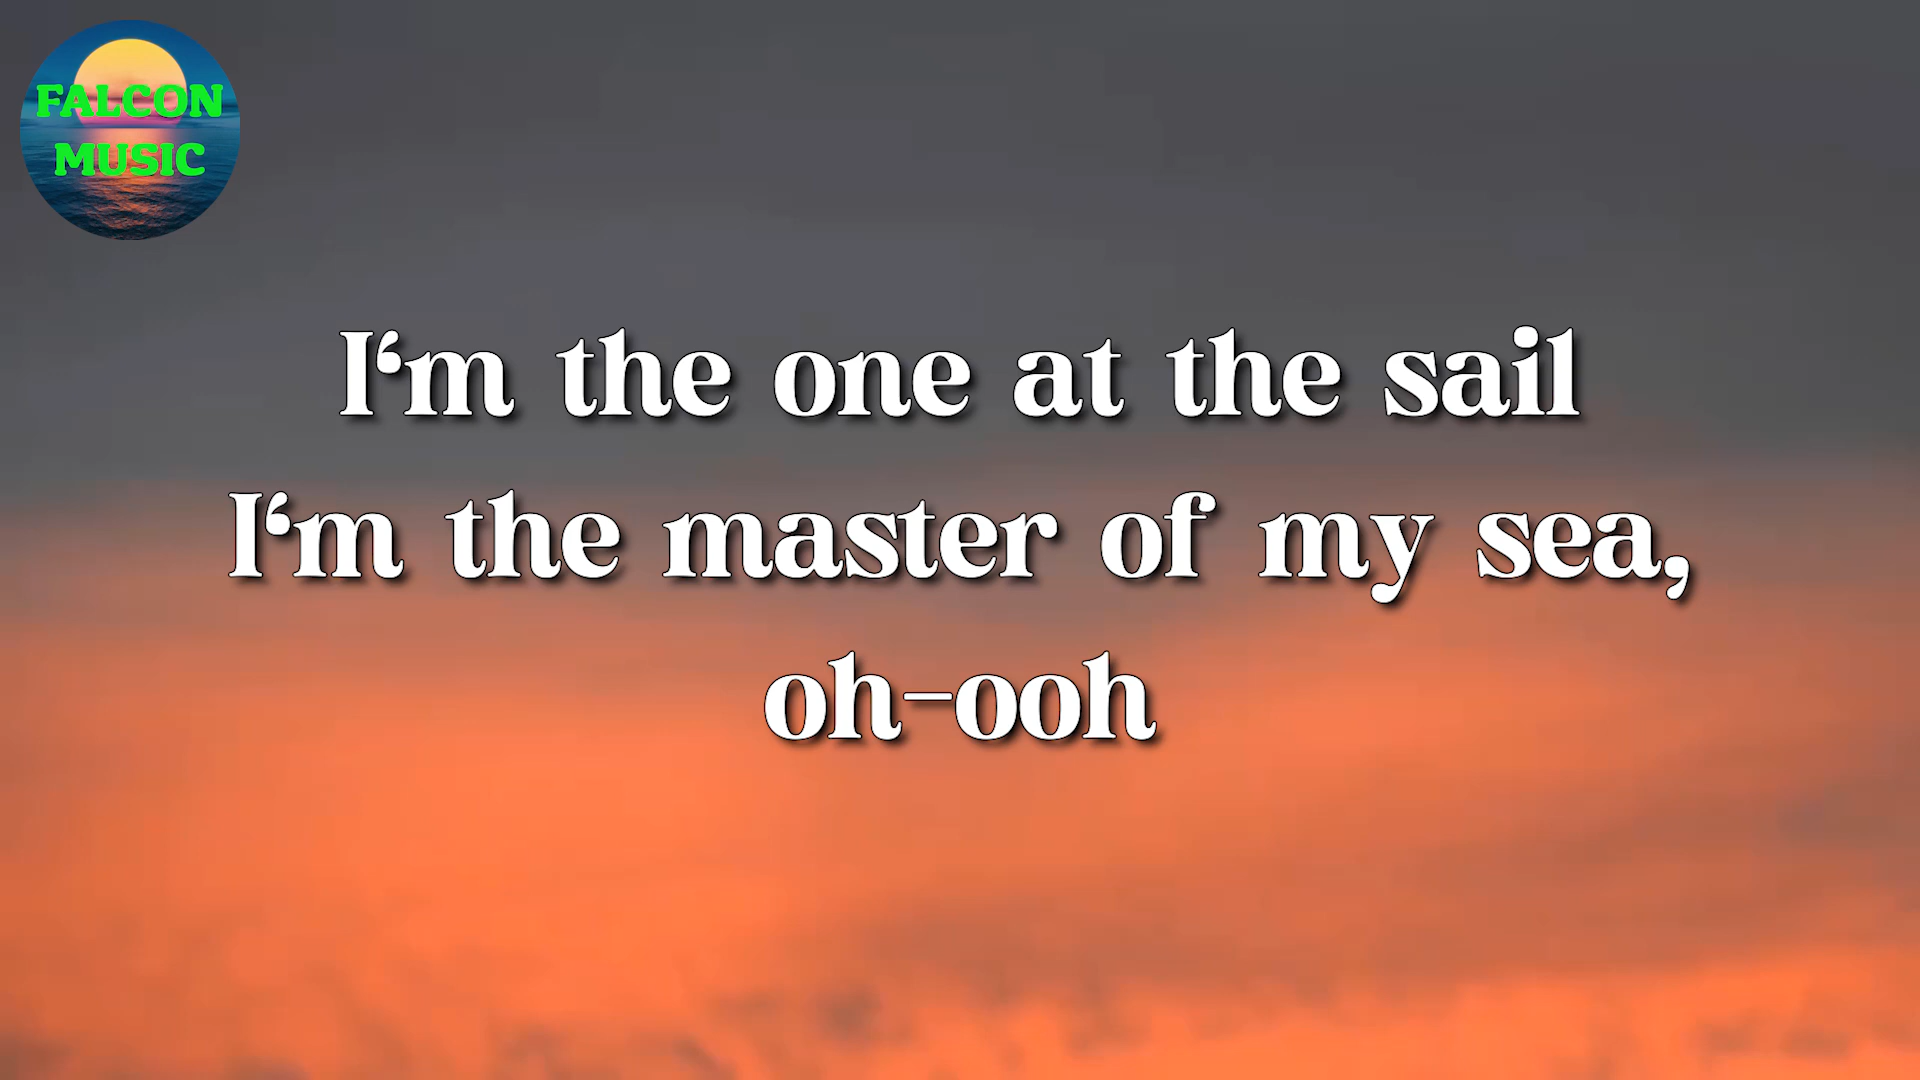 FALCON
MUSIC
I‘m the one at the sail
I‘m the master of my sea,
oh-ooh